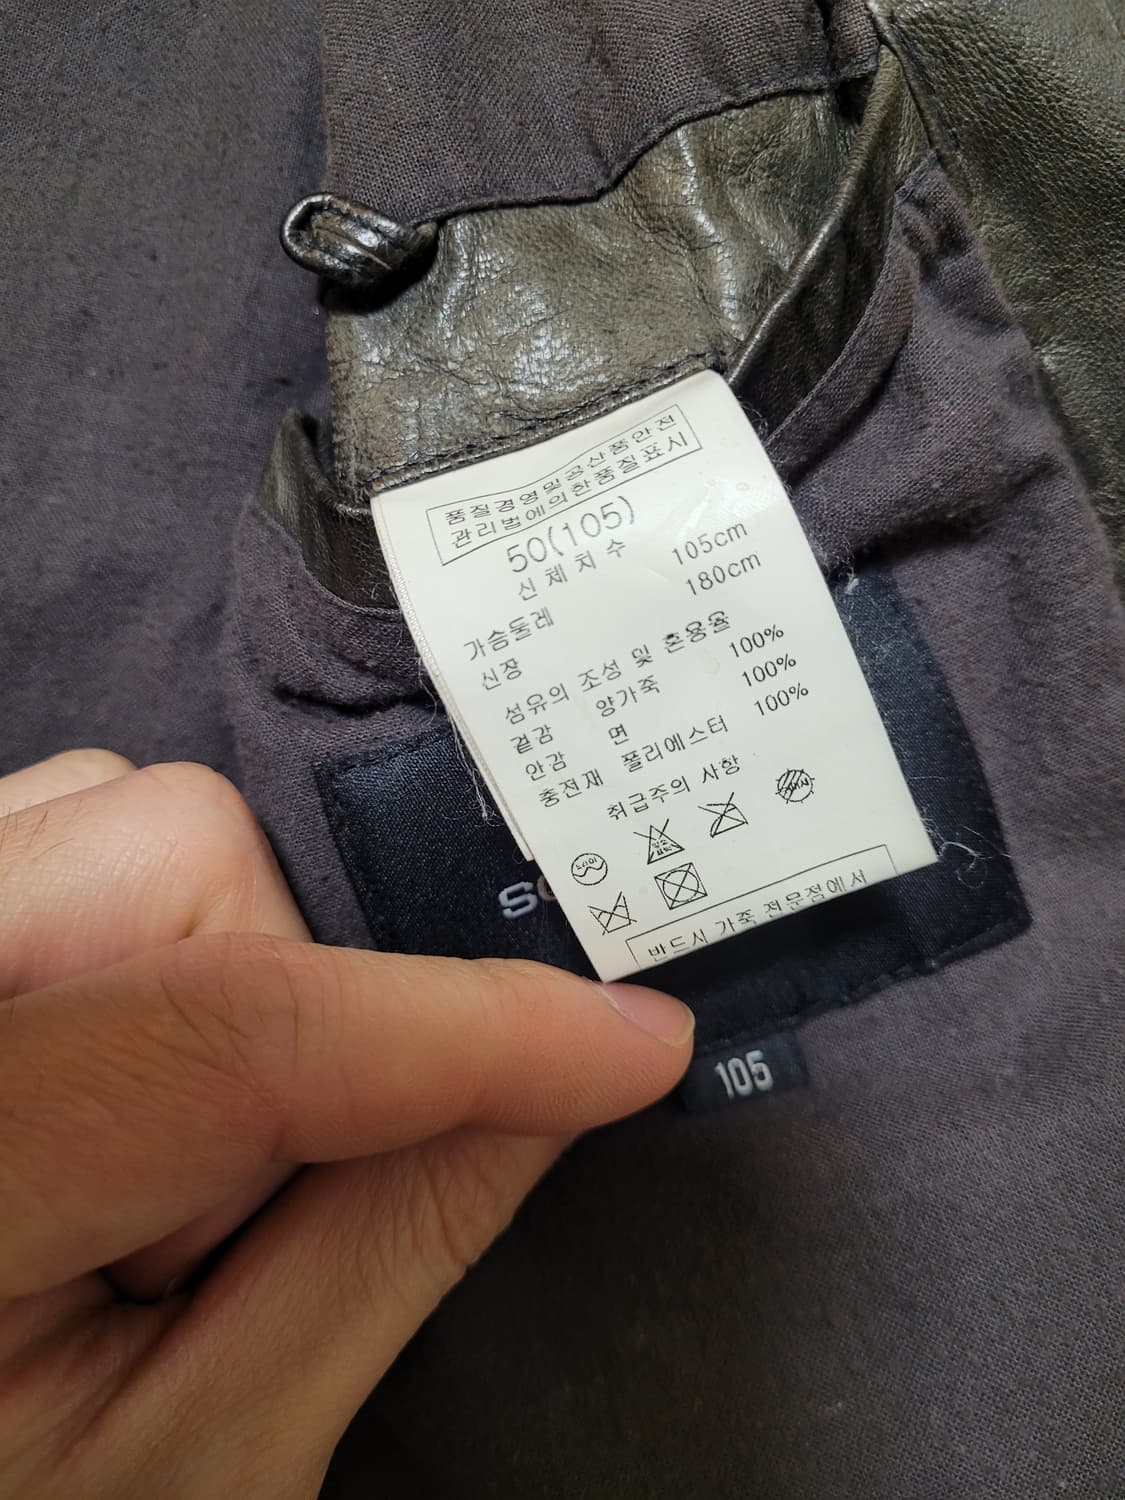 품질경영및공산품안전
관리법에의한품질표시
50(105)
신체치수
가슴둘레 105cm
신장 180cm
섬유의 조성 및 혼용율
겉감 양가죽 100%
안감 면 100%
충전재 폴리에스터 100%
취급주의 사항
반드시 가죽 전문점에서
105